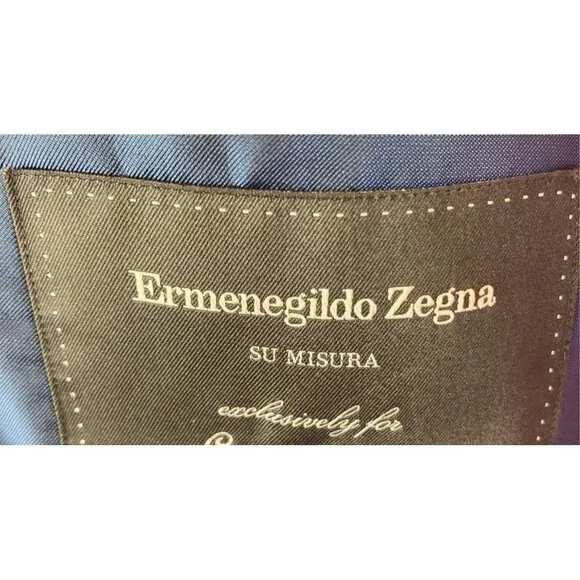 Ermenegildo Zegna
SU MISURA
exclusively for